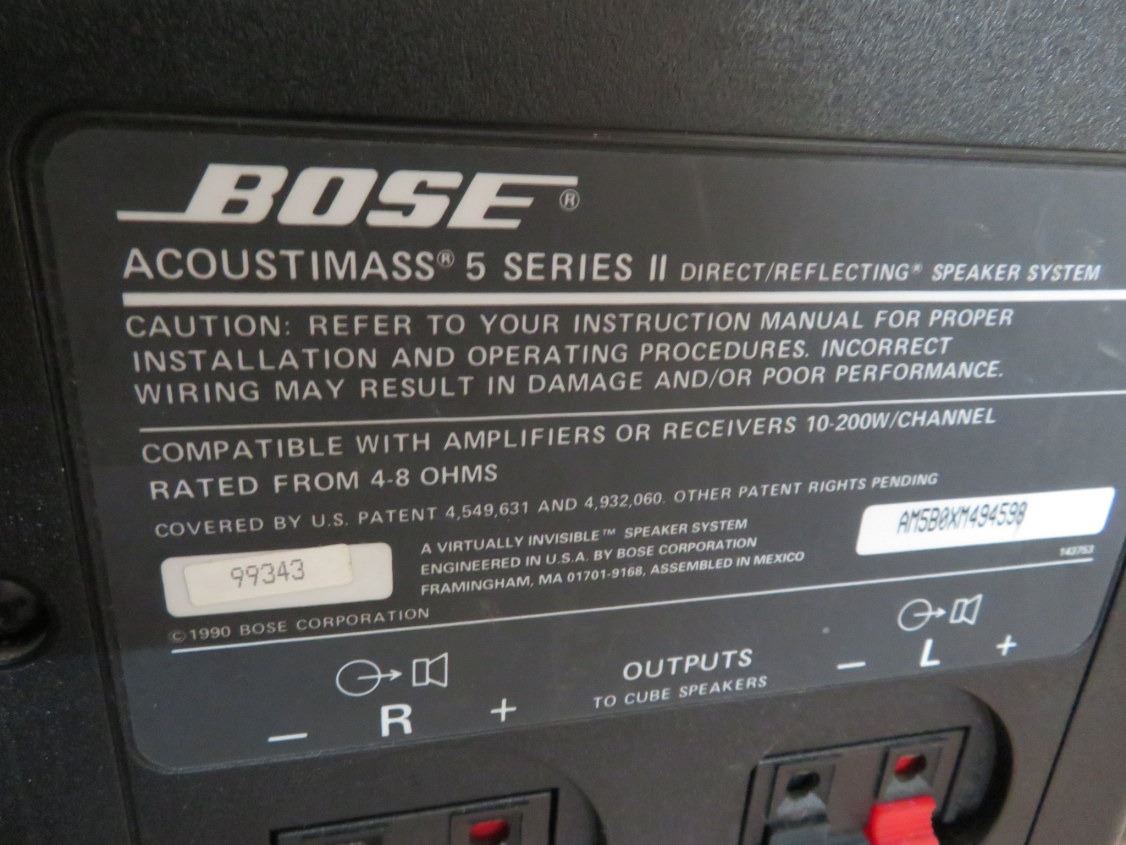 BOSE®
ACOUSTIMASS® 5 SERIES II DIRECT/REFLECTING® SPEAKER SYSTEM
CAUTION: REFER TO YOUR INSTRUCTION MANUAL FOR PROPER
INSTALLATION AND OPERATING PROCEDURES. INCORRECT
WIRING MAY RESULT IN DAMAGE AND/OR POOR PERFORMANCE.
COMPATIBLE WITH AMPLIFIERS OR RECEIVERS 10-200W/CHANNEL
RATED FROM 4-8 OHMS
COVERED BY U.S. PATENT 4,549,631 AND 4,932,060. OTHER PATENT RIGHTS PENDING
99343
A VIRTUALLY INVISIBLE™ SPEAKER SYSTEM
ENGINEERED IN U.S.A. BY BOSE CORPORATION
FRAMINGHAM, MA 01701-9168, ASSEMBLED IN MEXICO
AM5B0XM494590
143753
©1990 BOSE CORPORATION
− R +
OUTPUTS
TO CUBE SPEAKERS
− L +